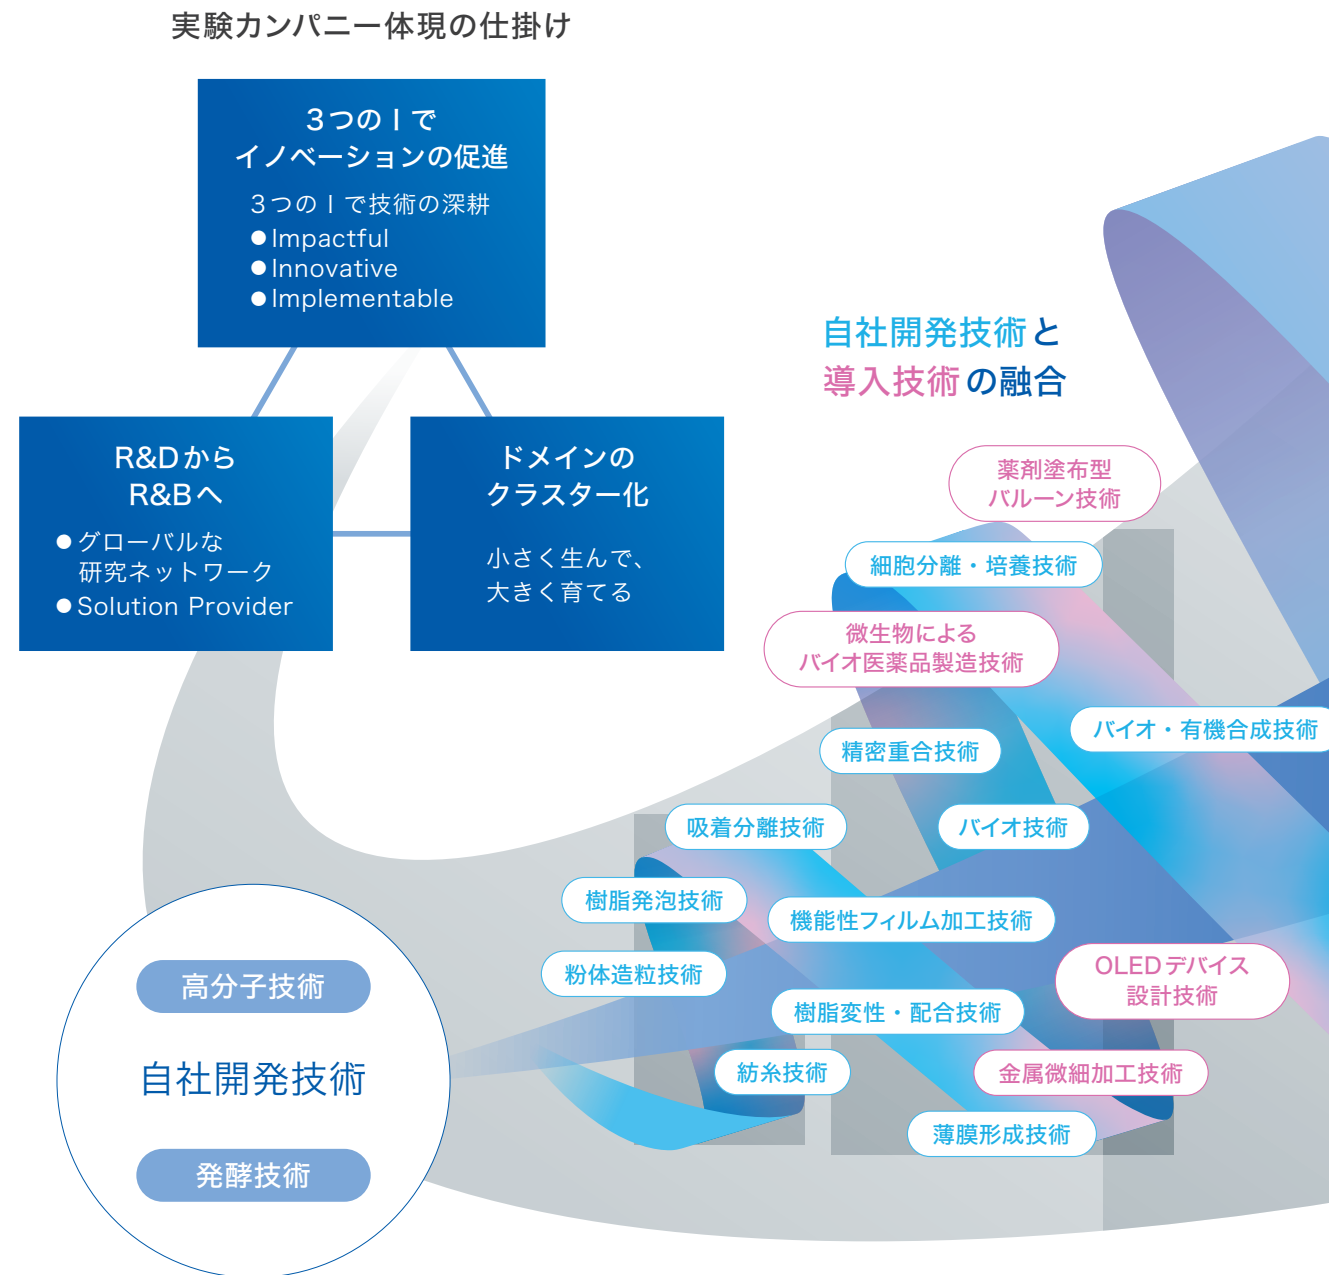 実験カンパニー体現の仕掛け
3つのIで
イノベーションの促進
3つのIで技術の深耕
●Impactful
●Innovative
●Implementable
R&Dから
R&Bへ
●グローバルな
研究ネットワーク
●Solution Provider
ドメインの
クラスター化
小さく生んで、
大きく育てる
自社開発技術と
導入技術の融合
薬剤塗布型
バルーン技術
細胞分離・培養技術
微生物による
バイオ医薬品製造技術
バイオ・有機合成技術
精密重合技術
吸着分離技術
バイオ技術
樹脂発泡技術
機能性フィルム加工技術
粉体造粒技術
OLEDデバイス
設計技術
樹脂変性・配合技術
紡糸技術
金属微細加工技術
薄膜形成技術
高分子技術
自社開発技術
発酵技術